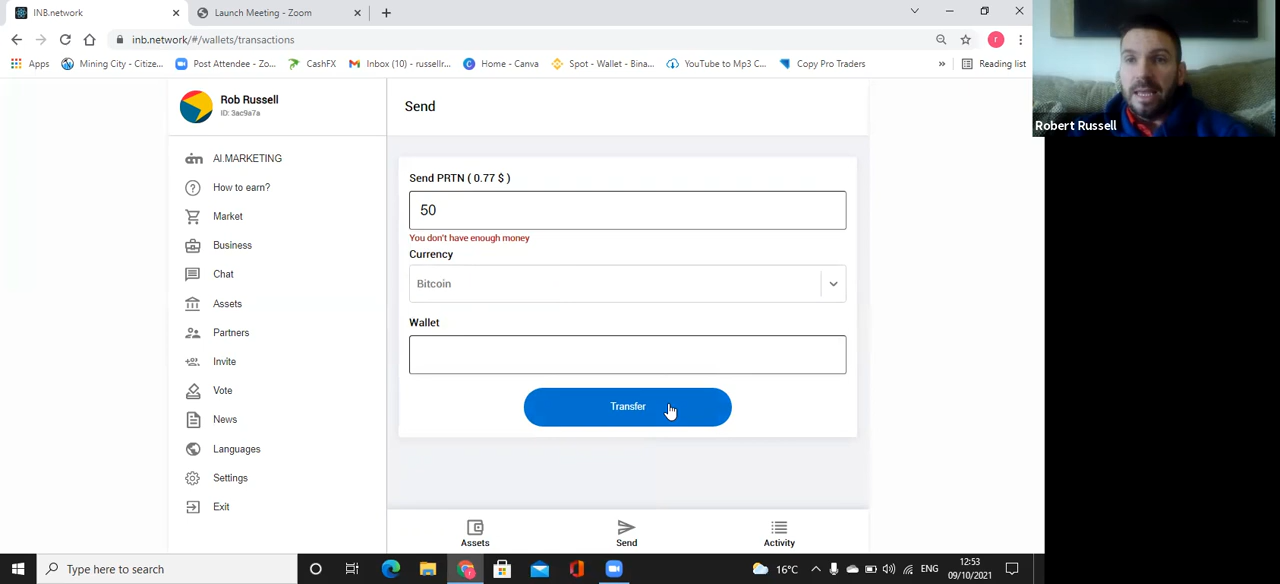 INB.network
Launch Meeting - Zoom
inb.network/#/wallets/transactions
r
Apps
Mining City - Citize...
Post Attendee - Zo...
CashFX
Inbox (10) - russellr...
Home - Canva
Spot - Wallet - Bina...
YouTube to Mp3 C...
Copy Pro Traders
»
Reading list
Rob Russell
ID: 3ac9a7a
Send
Robert Russell
am
AI.MARKETING
How to earn?
Market
Business
Chat
Assets
Partners
Invite
Vote
News
Languages
Settings
Exit
Send PRTN ( 0.77 $ )
50
You don't have enough money
Currency
Bitcoin
Wallet
Transfer
Assets
Send
Activity
Type here to search
16°C
ENG
12:53
09/10/2021